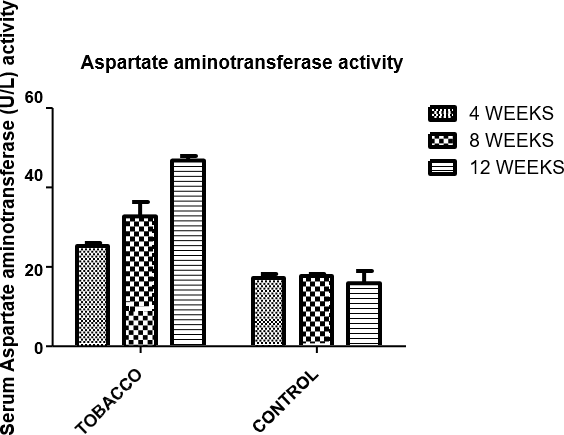 Aspartate aminotransferase activity
Serum Aspartate aminotransferase (U/L) activity
60
40
20
0
TOBACCO
CONTROL
4 WEEKS
8 WEEKS
12 WEEKS